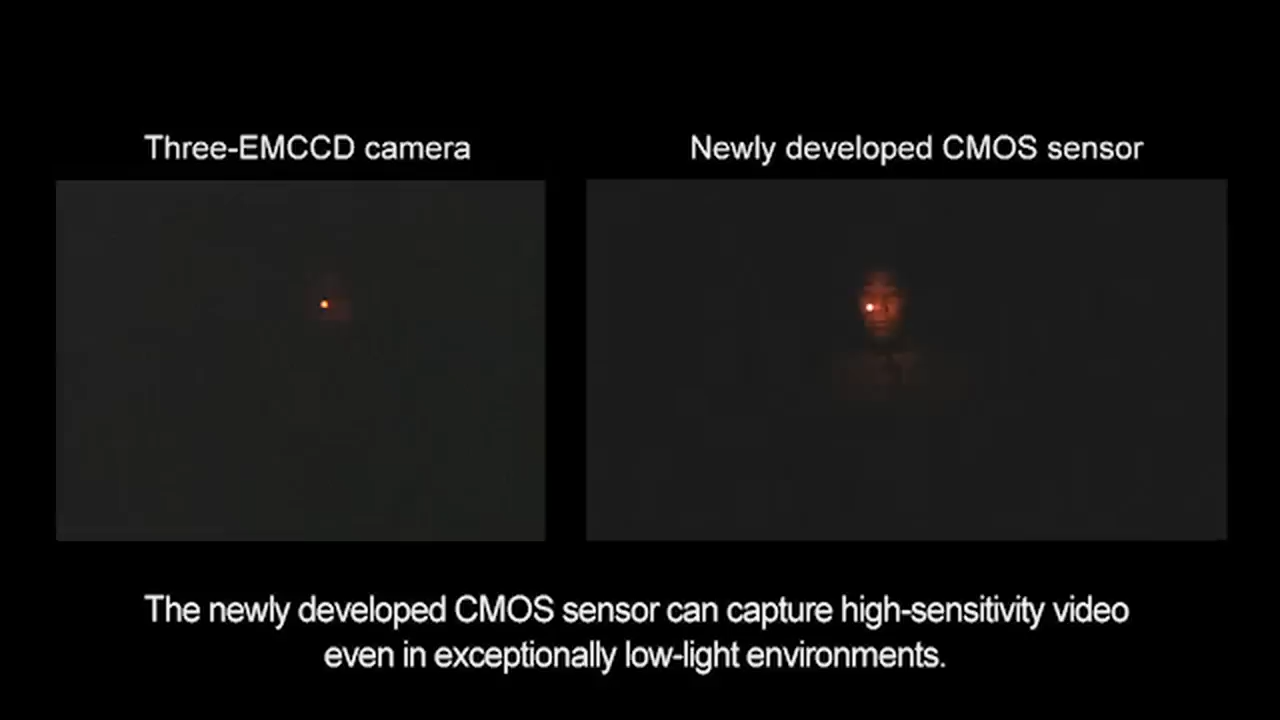 Three-EMCCD camera
Newly developed CMOS sensor
The newly developed CMOS sensor can capture high-sensitivity video
even in exceptionally low-light environments.